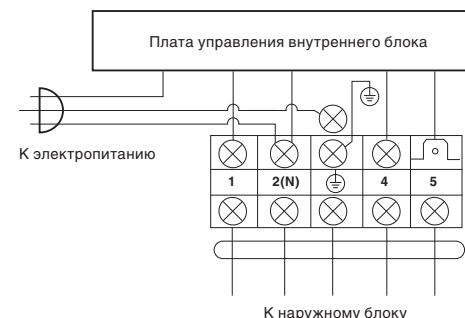 Плата управления внутреннего блока
К электропитанию
1 2(N) 4 5
К наружному блоку